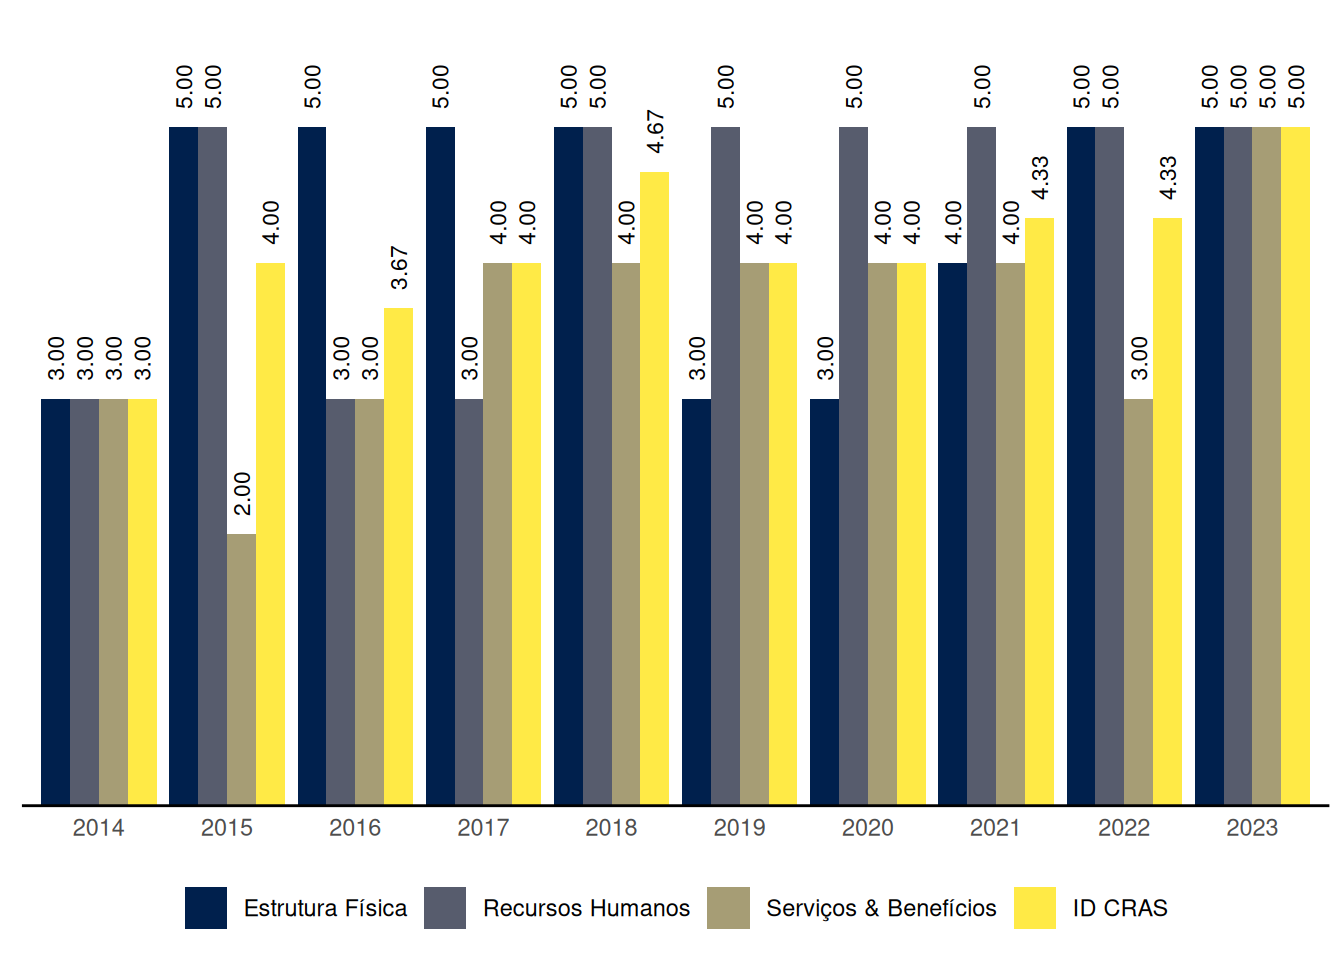 3.00 3.00 3.00 3.00
5.00 5.00 2.00 4.00
5.00 3.00 3.00 3.67
5.00 3.00 4.00 4.00
5.00 5.00 4.00 4.67
3.00 5.00 4.00 4.00
3.00 5.00 4.00 4.00
4.00 5.00 4.00 4.33
5.00 5.00 3.00 4.33
5.00 5.00 5.00 5.00
2014 2015 2016 2017 2018 2019 2020 2021 2022 2023
Estrutura Física Recursos Humanos Serviços & Benefícios ID CRAS